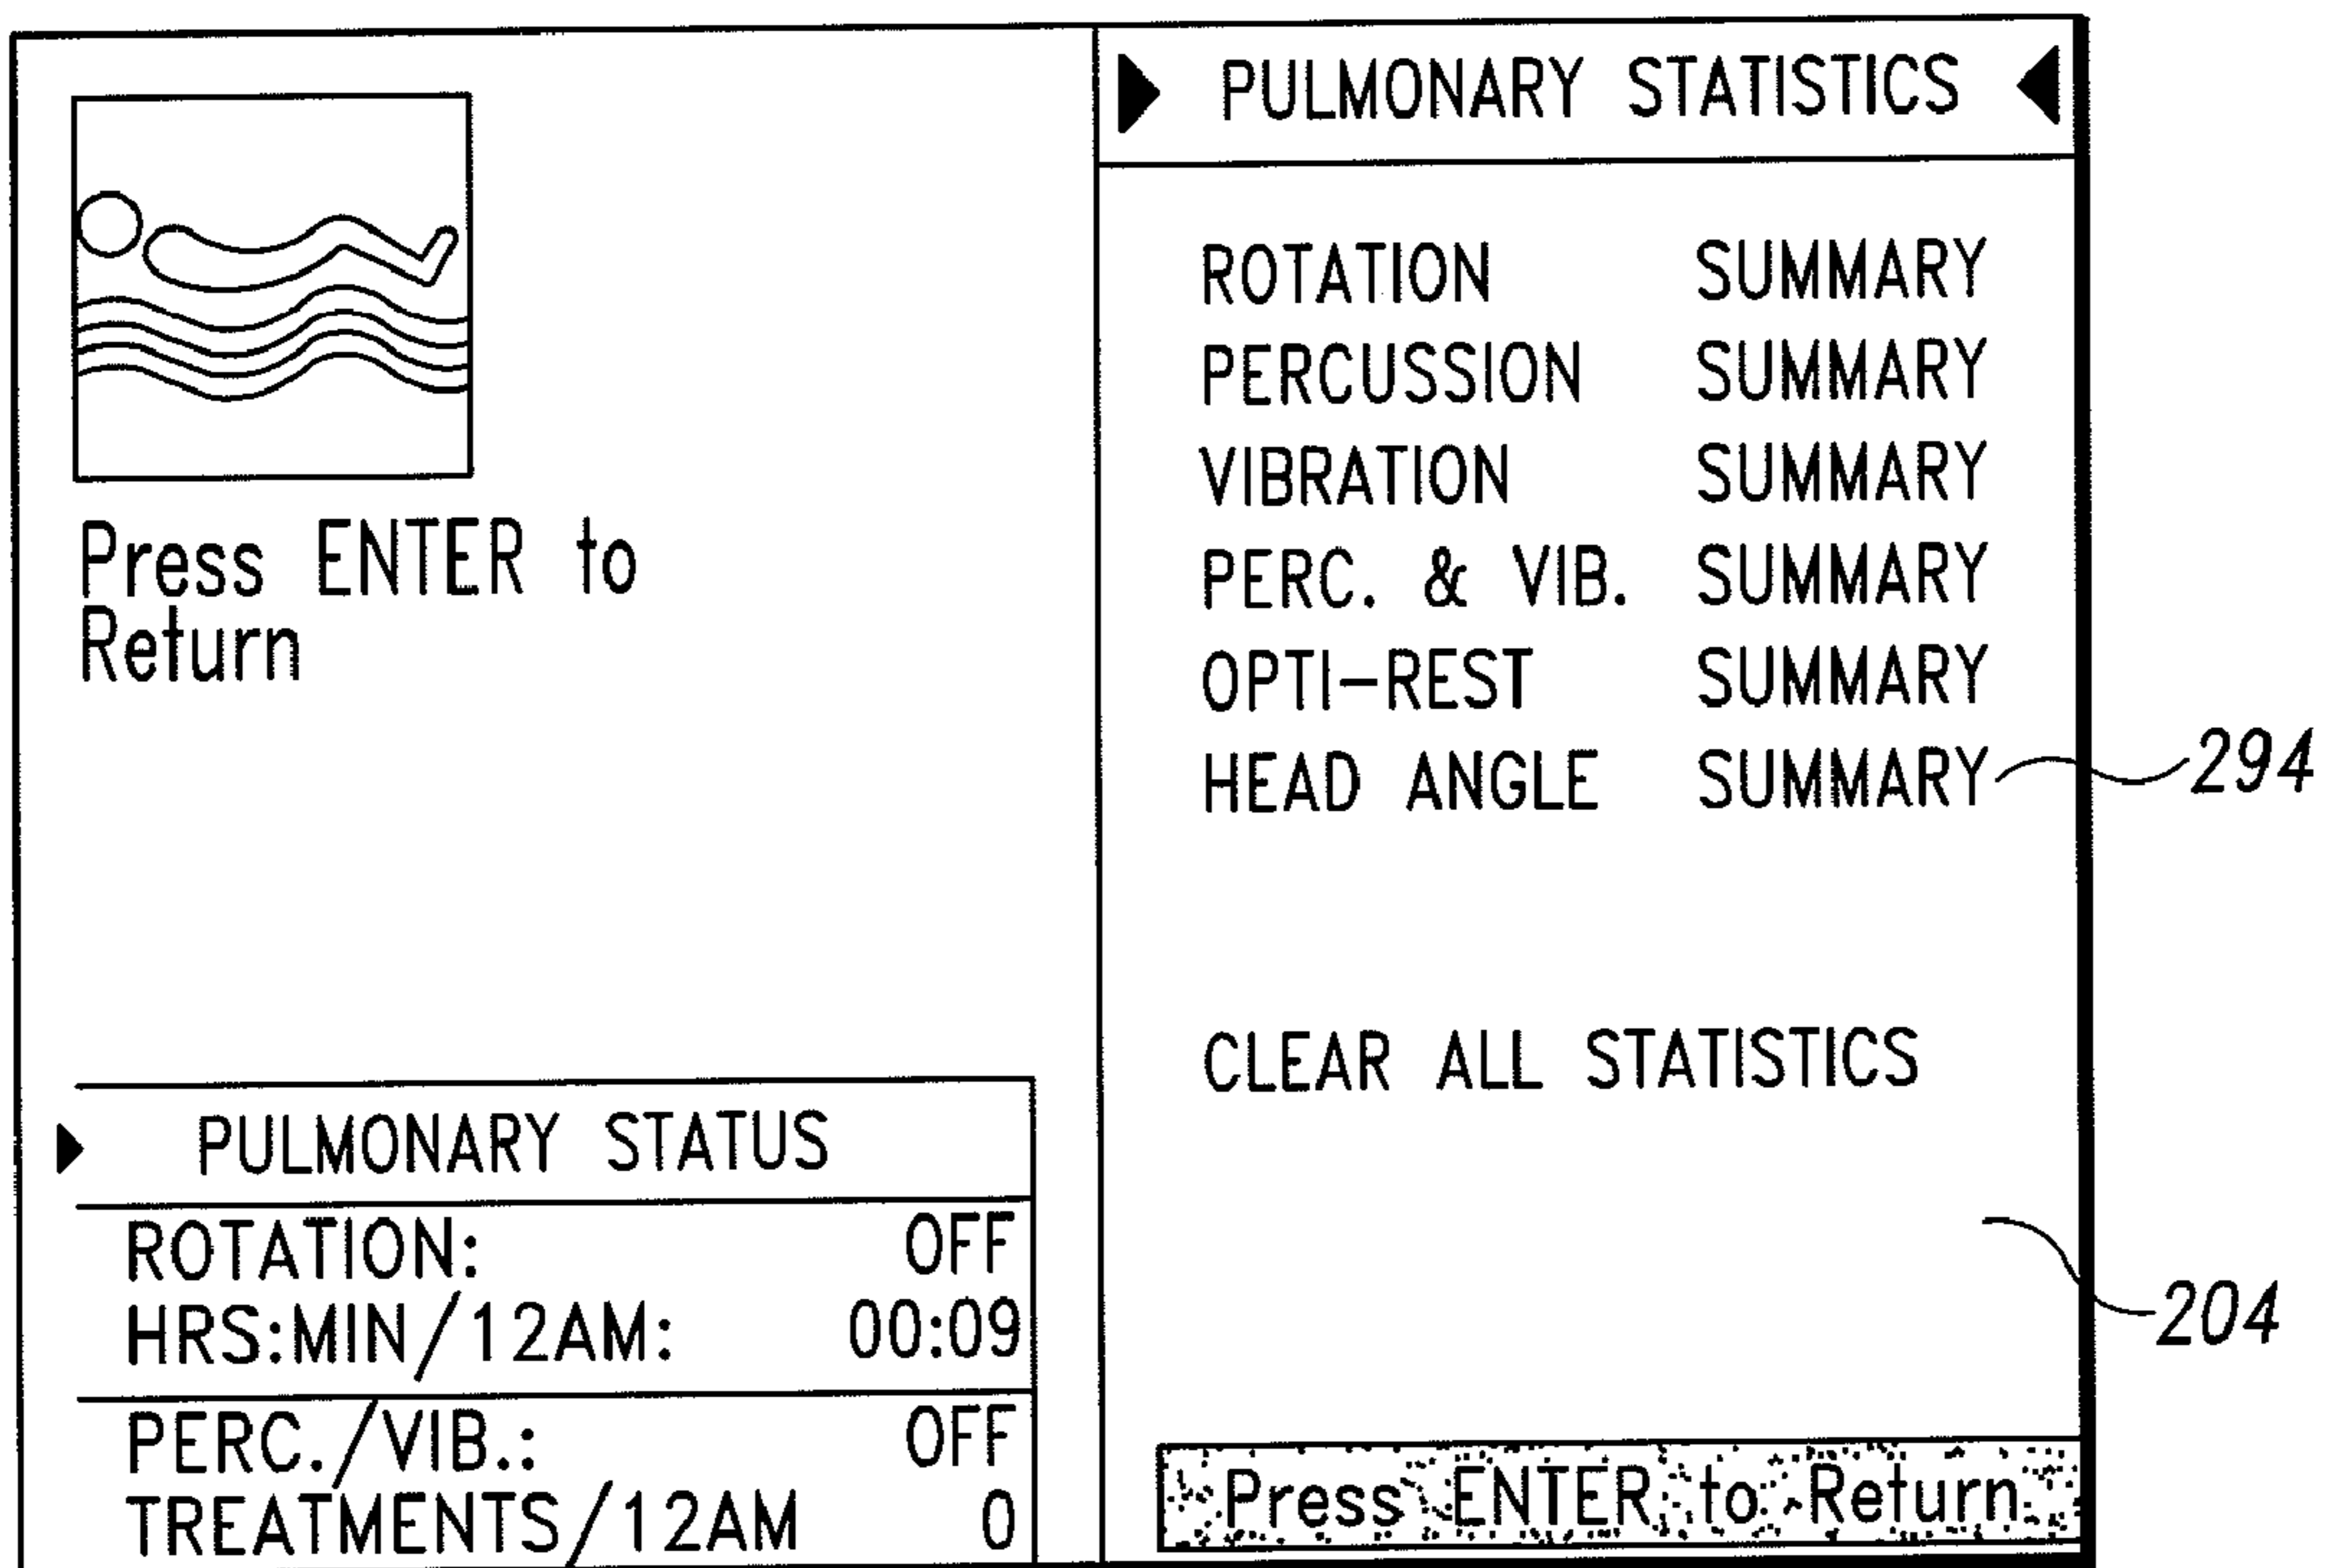 Press ENTER to
Return
PULMONARY STATUS
ROTATION: OFF
HRS:MIN/12AM: 00:09
PERC./VIB.: OFF
TREATMENTS/12AM 0
PULMONARY STATISTICS
ROTATION SUMMARY
PERCUSSION SUMMARY
VIBRATION SUMMARY
PERC. & VIB. SUMMARY
OPTI-REST SUMMARY
HEAD ANGLE SUMMARY
294
CLEAR ALL STATISTICS
204
Press ENTER to Return